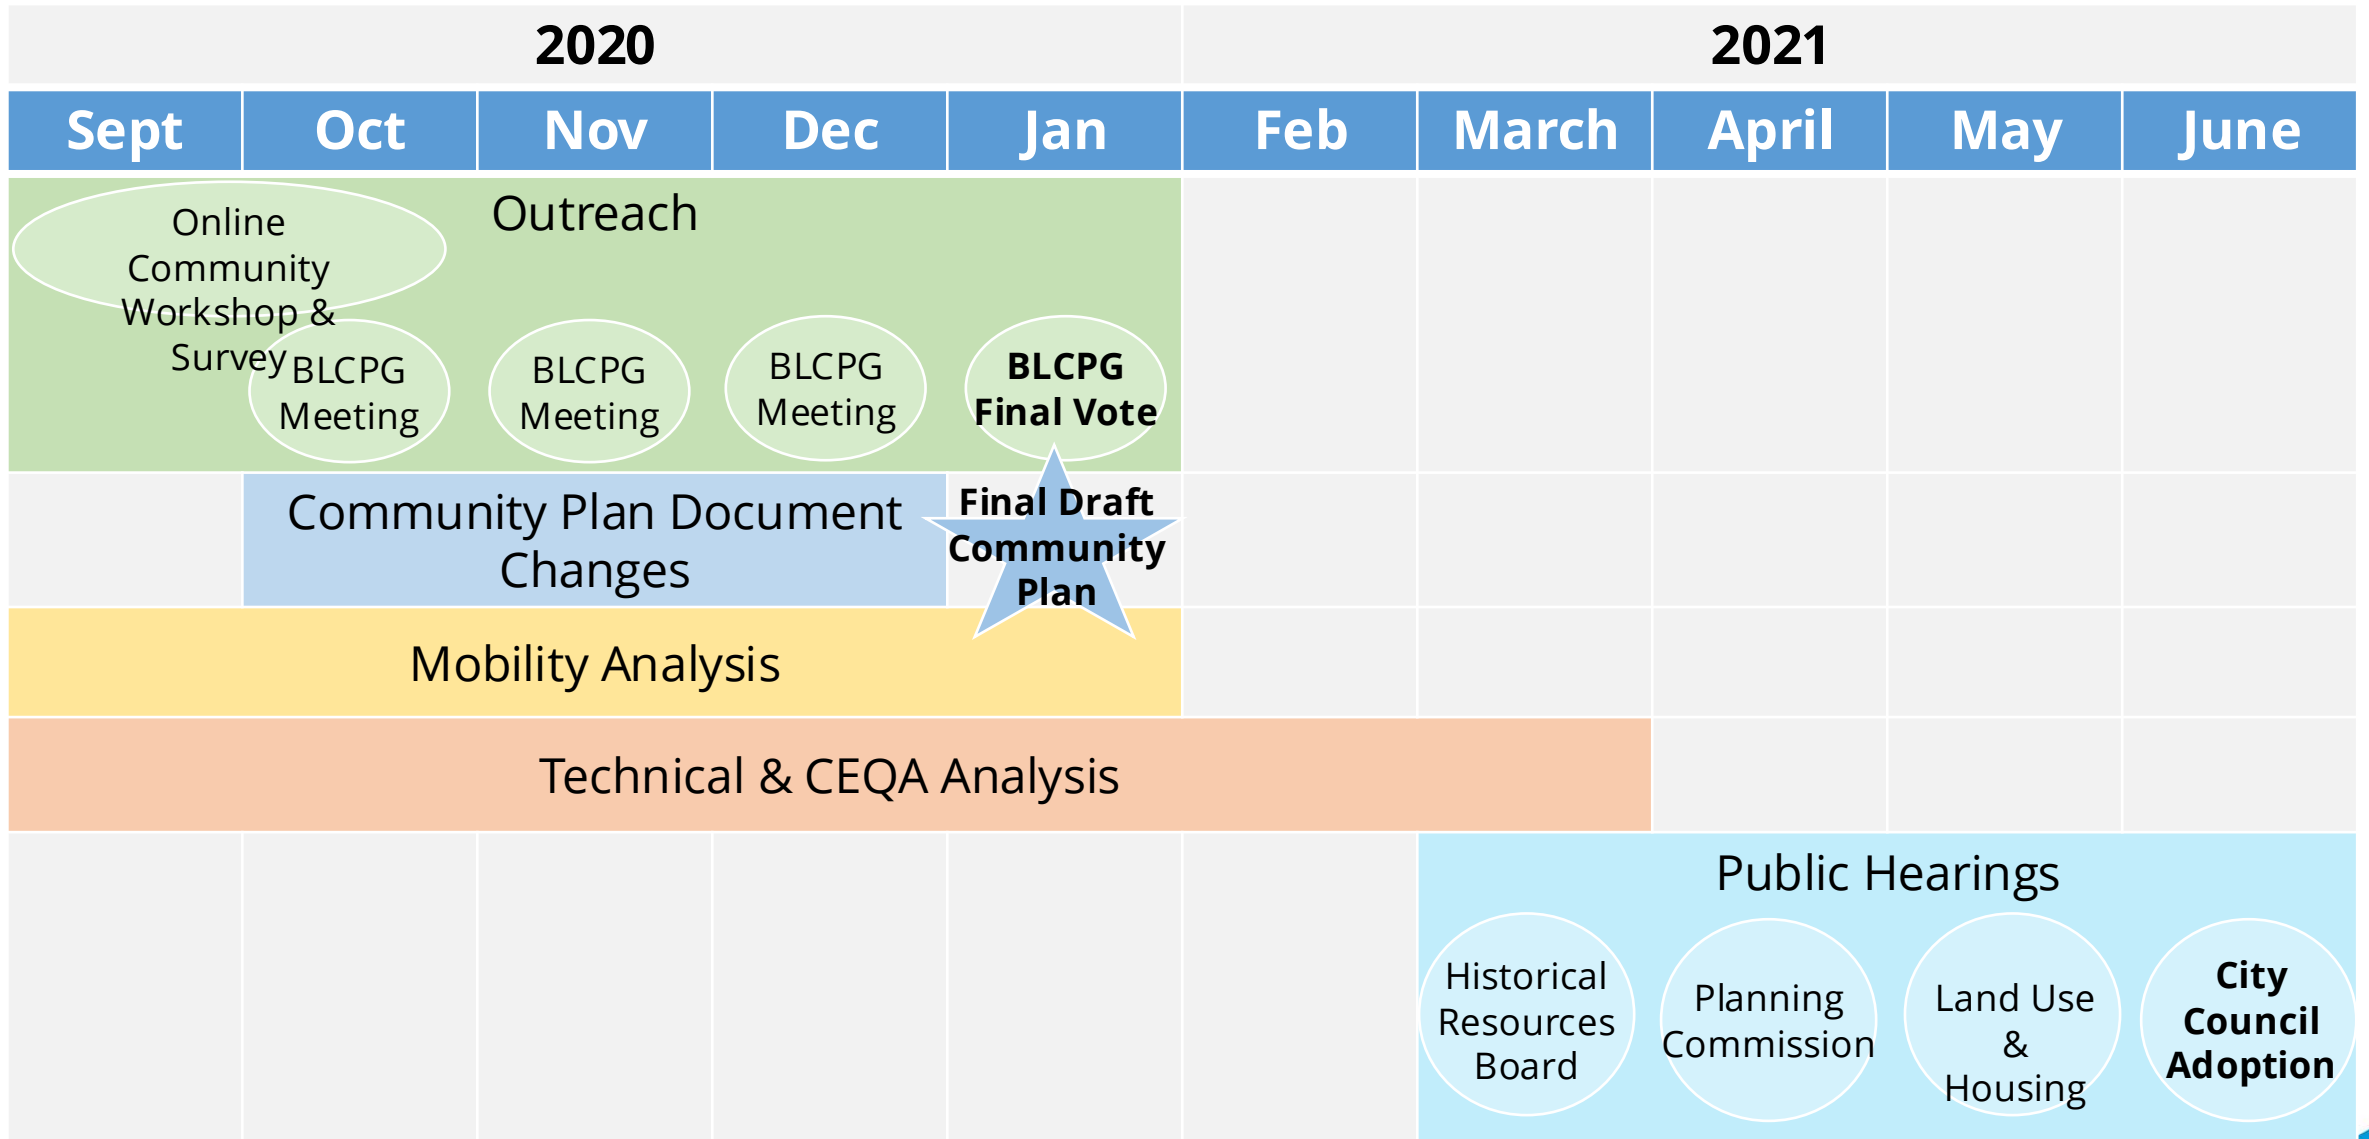 2020
2021
Sept
Oct
Nov
Dec
Jan
Feb
March
April
May
June
Outreach
Online
Community
Workshop &
Survey
BLCPG
Meeting
BLCPG
Meeting
BLCPG
Meeting
BLCPG
Final Vote
Community Plan Document
Changes
Final Draft
Community
Plan
Mobility Analysis
Technical & CEQA Analysis
Public Hearings
Historical
Resources
Board
Planning
Commission
Land Use
&
Housing
City
Council
Adoption